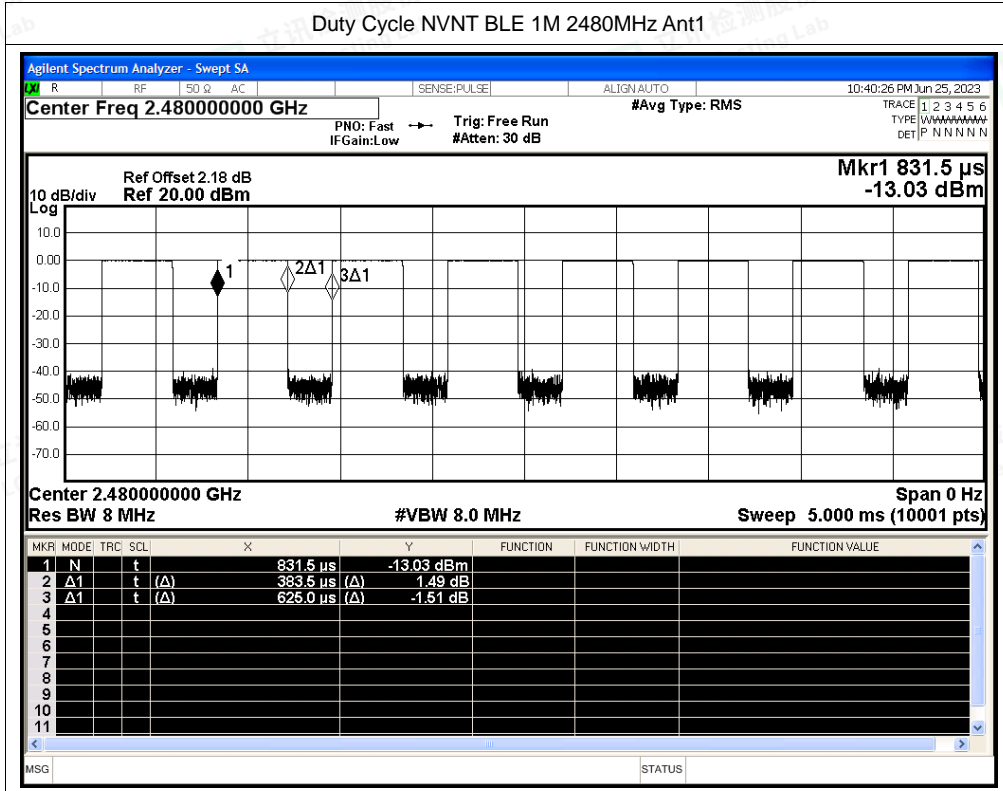 Duty Cycle NVNT BLE 1M 2480MHz Ant1
Agilent Spectrum Analyzer - Swept SA
LXI R RF 50 Ω AC SENSE:PULSE ALIGN AUTO 10:40:26 PM Jun 25, 2023
Center Freq 2.480000000 GHz #Avg Type: RMS TRACE 1 2 3 4 5 6
PNO: Fast Trig: Free Run TYPE WWWWWW
IFGain:Low #Atten: 30 dB DET P N N N N N
Mkr1 831.5 µs
-13.03 dBm
Ref Offset 2.18 dB
10 dB/div Ref 20.00 dBm
Log
10.0
0.00
1 2Δ1 3Δ1
-10.0
-20.0
-30.0
-40.0
-50.0
-60.0
-70.0
Center 2.480000000 GHz Span 0 Hz
Res BW 8 MHz #VBW 8.0 MHz Sweep 5.000 ms (10001 pts)
MKR MODE TRC SCL X Y FUNCTION FUNCTION WIDTH FUNCTION VALUE
1 N t 831.5 µs -13.03 dBm
2 Δ1 t (Δ) 383.5 µs (Δ) 1.49 dB
3 Δ1 t (Δ) 625.0 µs (Δ) -1.51 dB
4
5
6
7
8
9
10
11
MSG STATUS